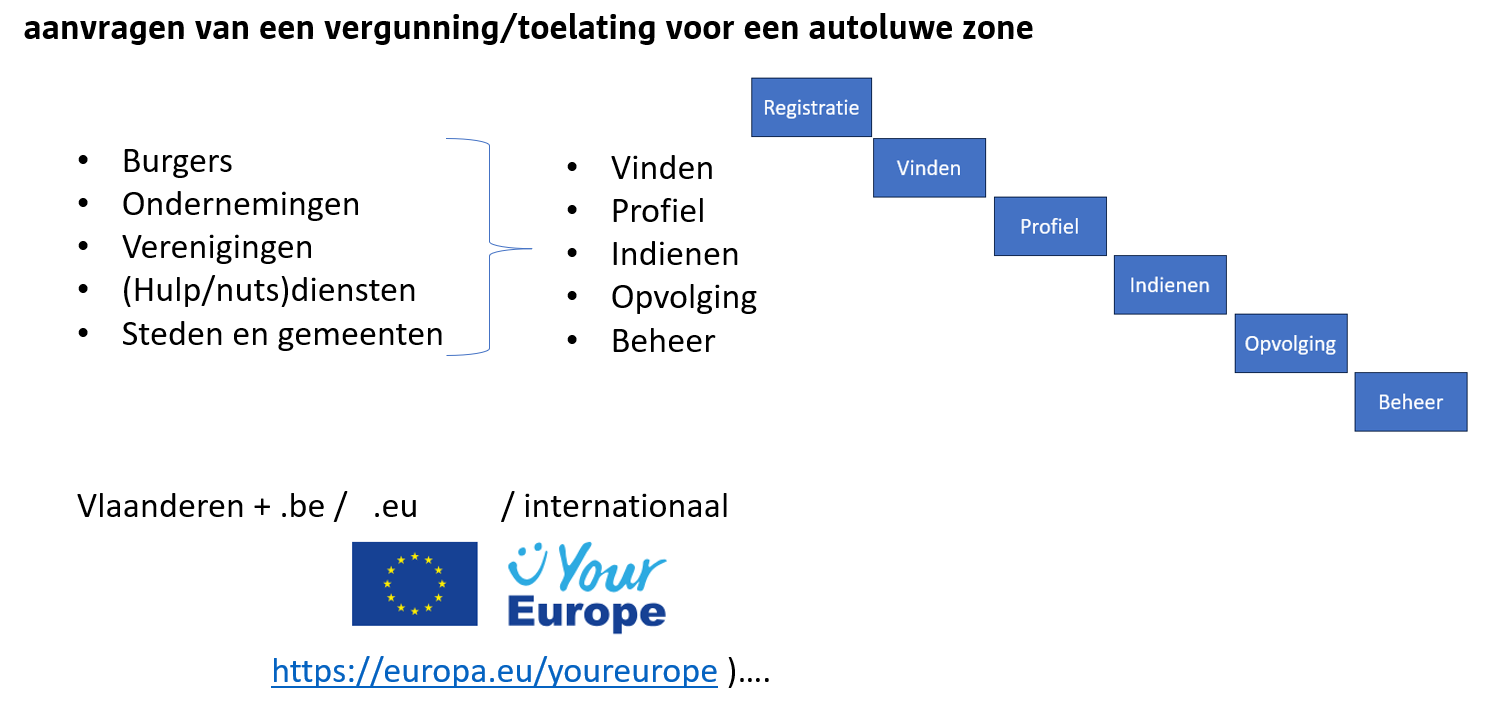 aanvragen van een vergunning/toelating voor een autoluwe zone
• Burgers
• Ondernemingen
• Verenigingen
• (Hulp/nuts)diensten
• Steden en gemeenten
• Vinden
• Profiel
• Indienen
• Opvolging
• Beheer
Registratie
Vinden
Profiel
Indienen
Opvolging
Beheer
Vlaanderen + .be / .eu / internationaal
Your
Europe
https://europa.eu/youreurope )….